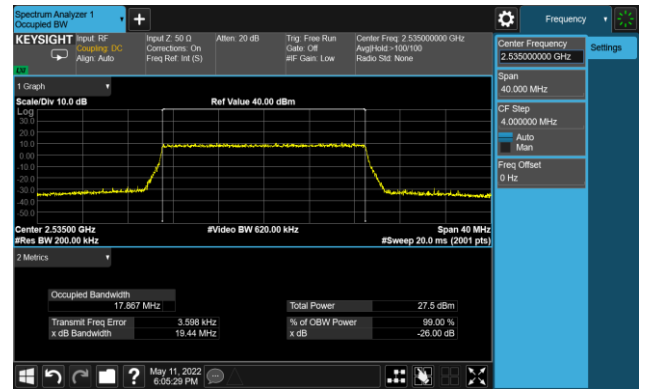 Spectrum Analyzer 1
Occupied BW
Frequency
KEYSIGHT
Input: RF
Coupling: DC
Align: Auto
Input Z: 50 Ω
Corrections: On
Freq Ref: Int (S)
Atten: 20 dB
Trig: Free Run
Gate: Off
#IF Gain: Low
Center Freq: 2.535000000 GHz
Avg|Hold:>100/100
Radio Std: None
LXI
Center Frequency
2.535000000 GHz
Settings
Span
40.000 MHz
CF Step
4.000000 MHz
Auto
Man
Freq Offset
0 Hz
1 Graph
Scale/Div 10.0 dB
Ref Value 40.00 dBm
Log
30.0
20.0
10.0
0.00
-10.0
-20.0
-30.0
-40.0
-50.0
Center 2.53500 GHz
#Video BW 620.00 kHz
Span 40 MHz
#Res BW 200.00 kHz
#Sweep 20.0 ms (2001 pts)
2 Metrics
Occupied Bandwidth
17.867 MHz
Total Power 27.5 dBm
Transmit Freq Error 3.598 kHz
% of OBW Power 99.00 %
x dB Bandwidth 19.44 MHz
x dB -26.00 dB
?
May 11, 2022
6:05:29 PM